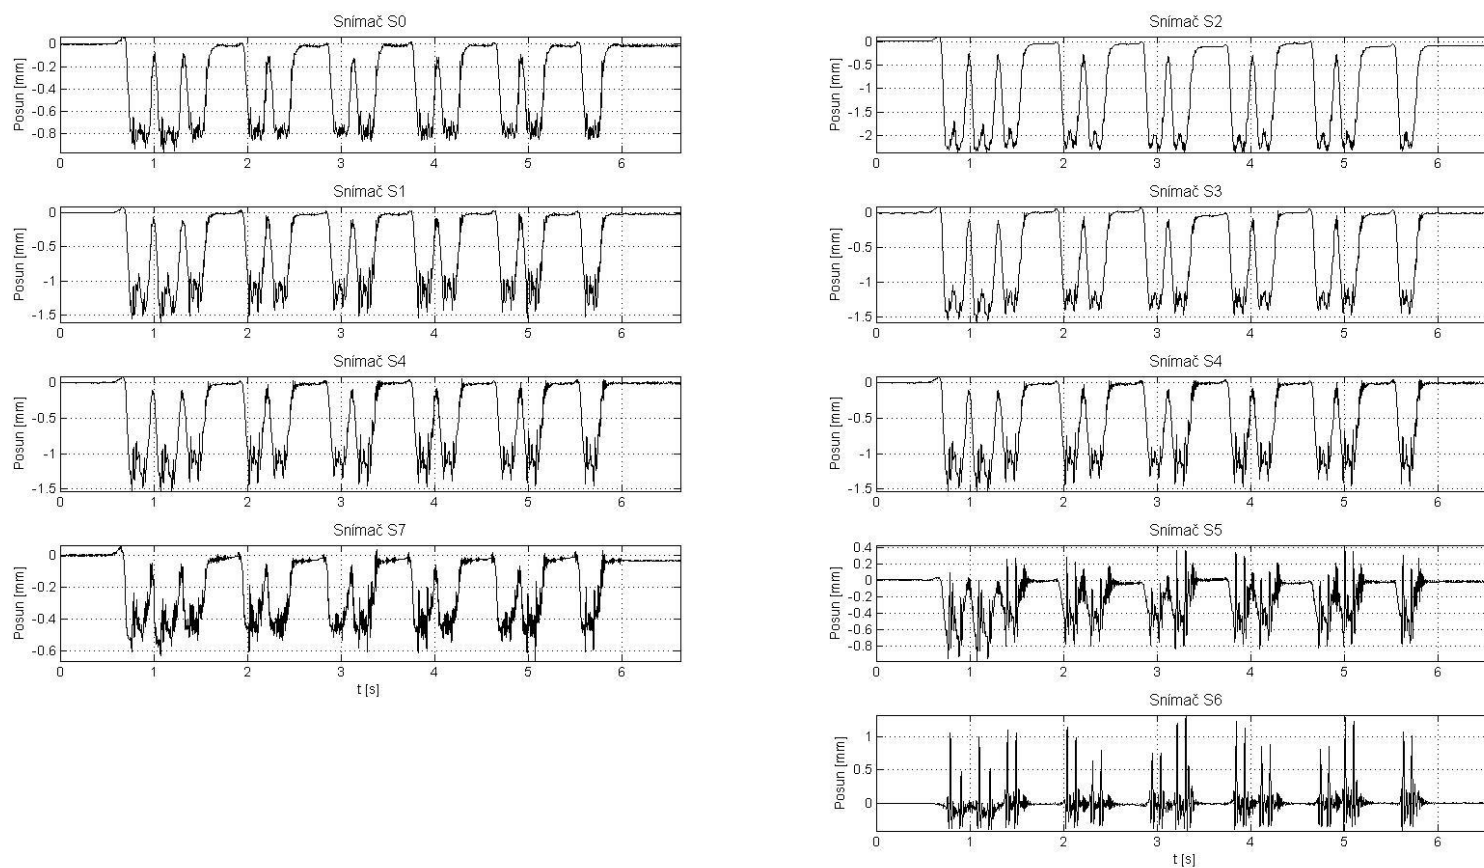 Snímač S0
Posun [mm]
0
-0.2
-0.4
-0.6
-0.8
0 1 2 3 4 5 6
Snímač S1
Posun [mm]
0
-0.5
-1
-1.5
0 1 2 3 4 5 6
Snímač S4
Posun [mm]
0
-0.5
-1
-1.5
0 1 2 3 4 5 6
Snímač S7
Posun [mm]
0
-0.2
-0.4
-0.6
0 1 2 3 4 5 6
t [s]
Snímač S2
Posun [mm]
0
-0.5
-1
-1.5
-2
0 1 2 3 4 5 6
Snímač S3
Posun [mm]
0
-0.5
-1
-1.5
0 1 2 3 4 5 6
Snímač S4
Posun [mm]
0
-0.5
-1
-1.5
0 1 2 3 4 5 6
Snímač S5
Posun [mm]
0.4
0.2
0
-0.2
-0.4
-0.6
-0.8
0 1 2 3 4 5 6
Snímač S6
Posun [mm]
1
0.5
0
0 1 2 3 4 5 6
t [s]